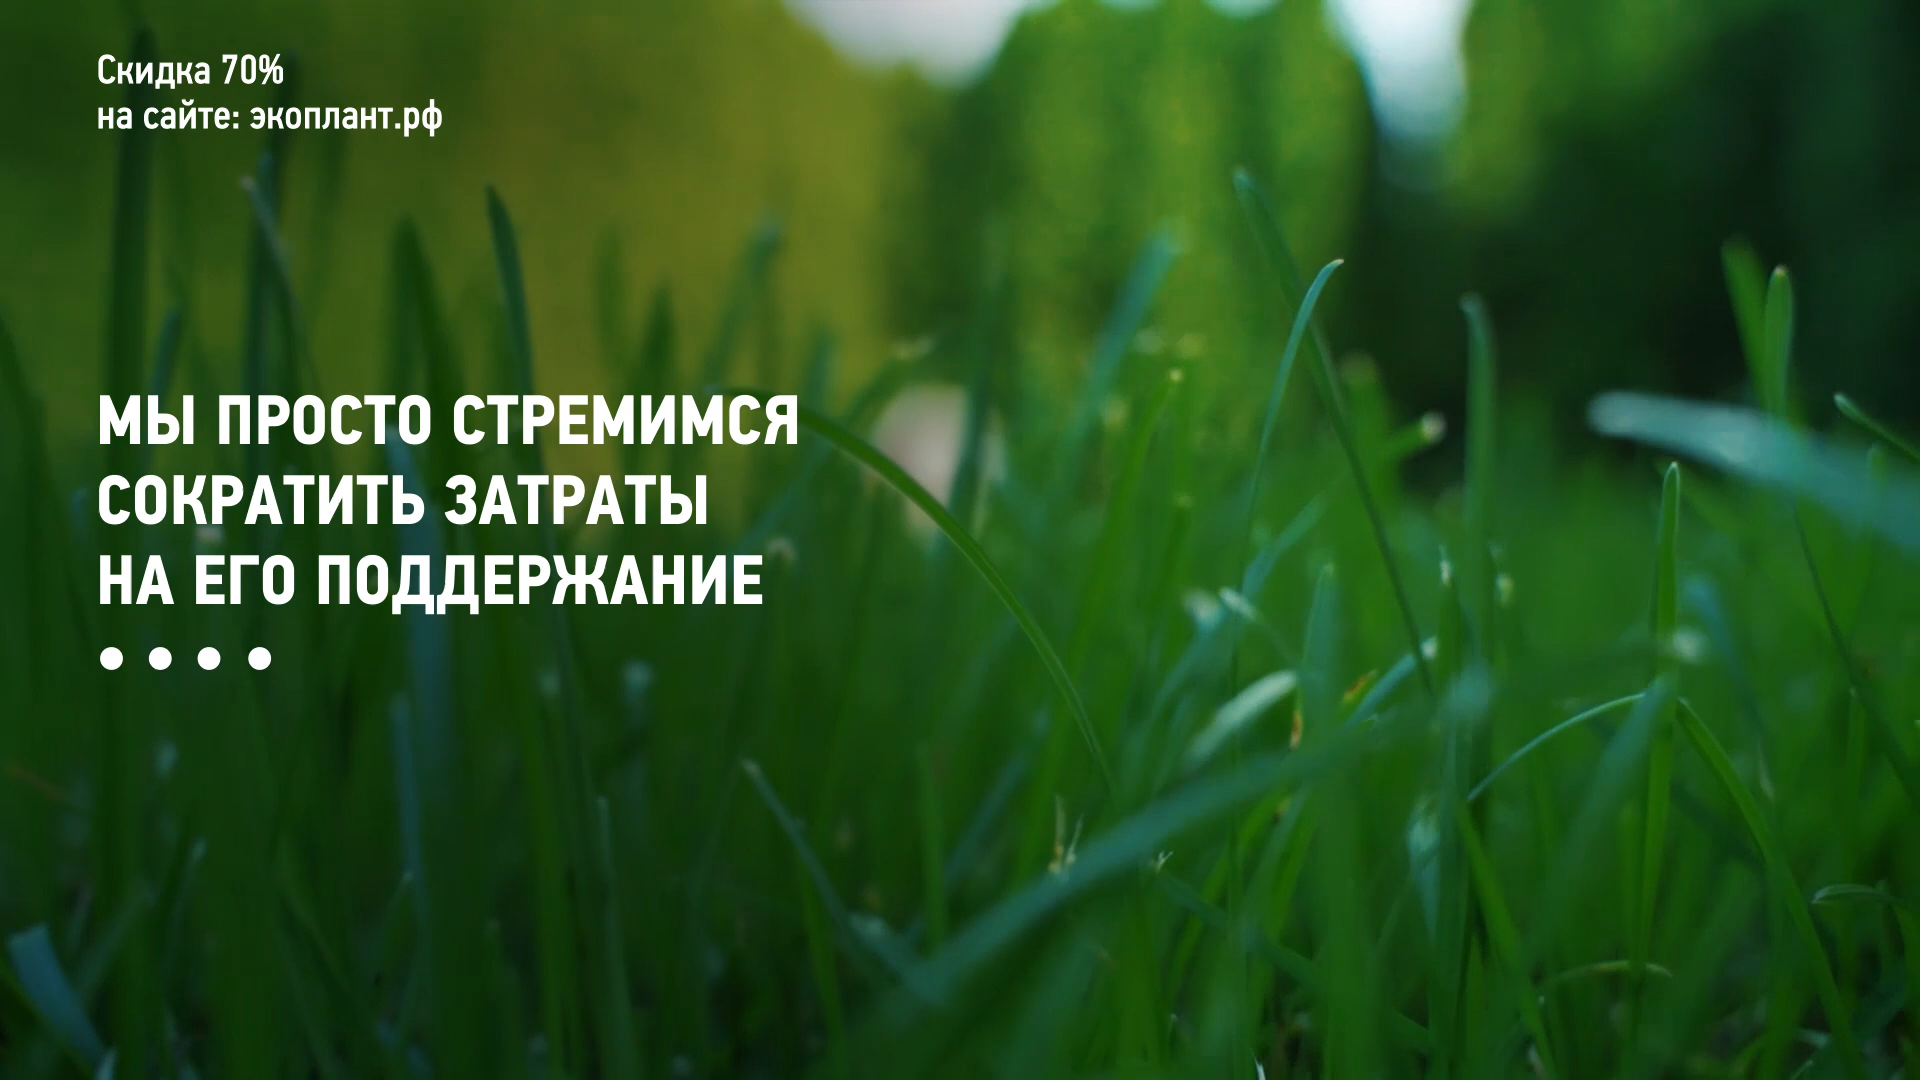 Скидка 70%
на сайте: экоплант.рф
МЫ ПРОСТО СТРЕМИМСЯ
СОКРАТИТЬ ЗАТРАТЫ
НА ЕГО ПОДДЕРЖАНИЕ